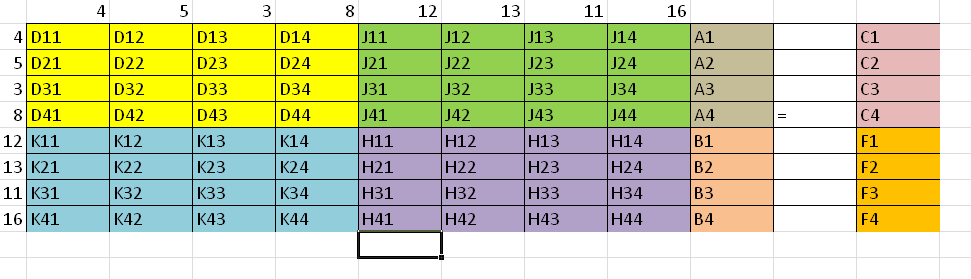 4 5 3 8 12 13 11 16
4 D11 D12 D13 D14 J11 J12 J13 J14 A1 C1
5 D21 D22 D23 D24 J21 J22 J23 J24 A2 C2
3 D31 D32 D33 D34 J31 J32 J33 J34 A3 C3
8 D41 D42 D43 D44 J41 J42 J43 J44 A4 = C4
12 K11 K12 K13 K14 H11 H12 H13 H14 B1 F1
13 K21 K22 K23 K24 H21 H22 H23 H24 B2 F2
11 K31 K32 K33 K34 H31 H32 H33 H34 B3 F3
16 K41 K42 K43 K44 H41 H42 H43 H44 B4 F4